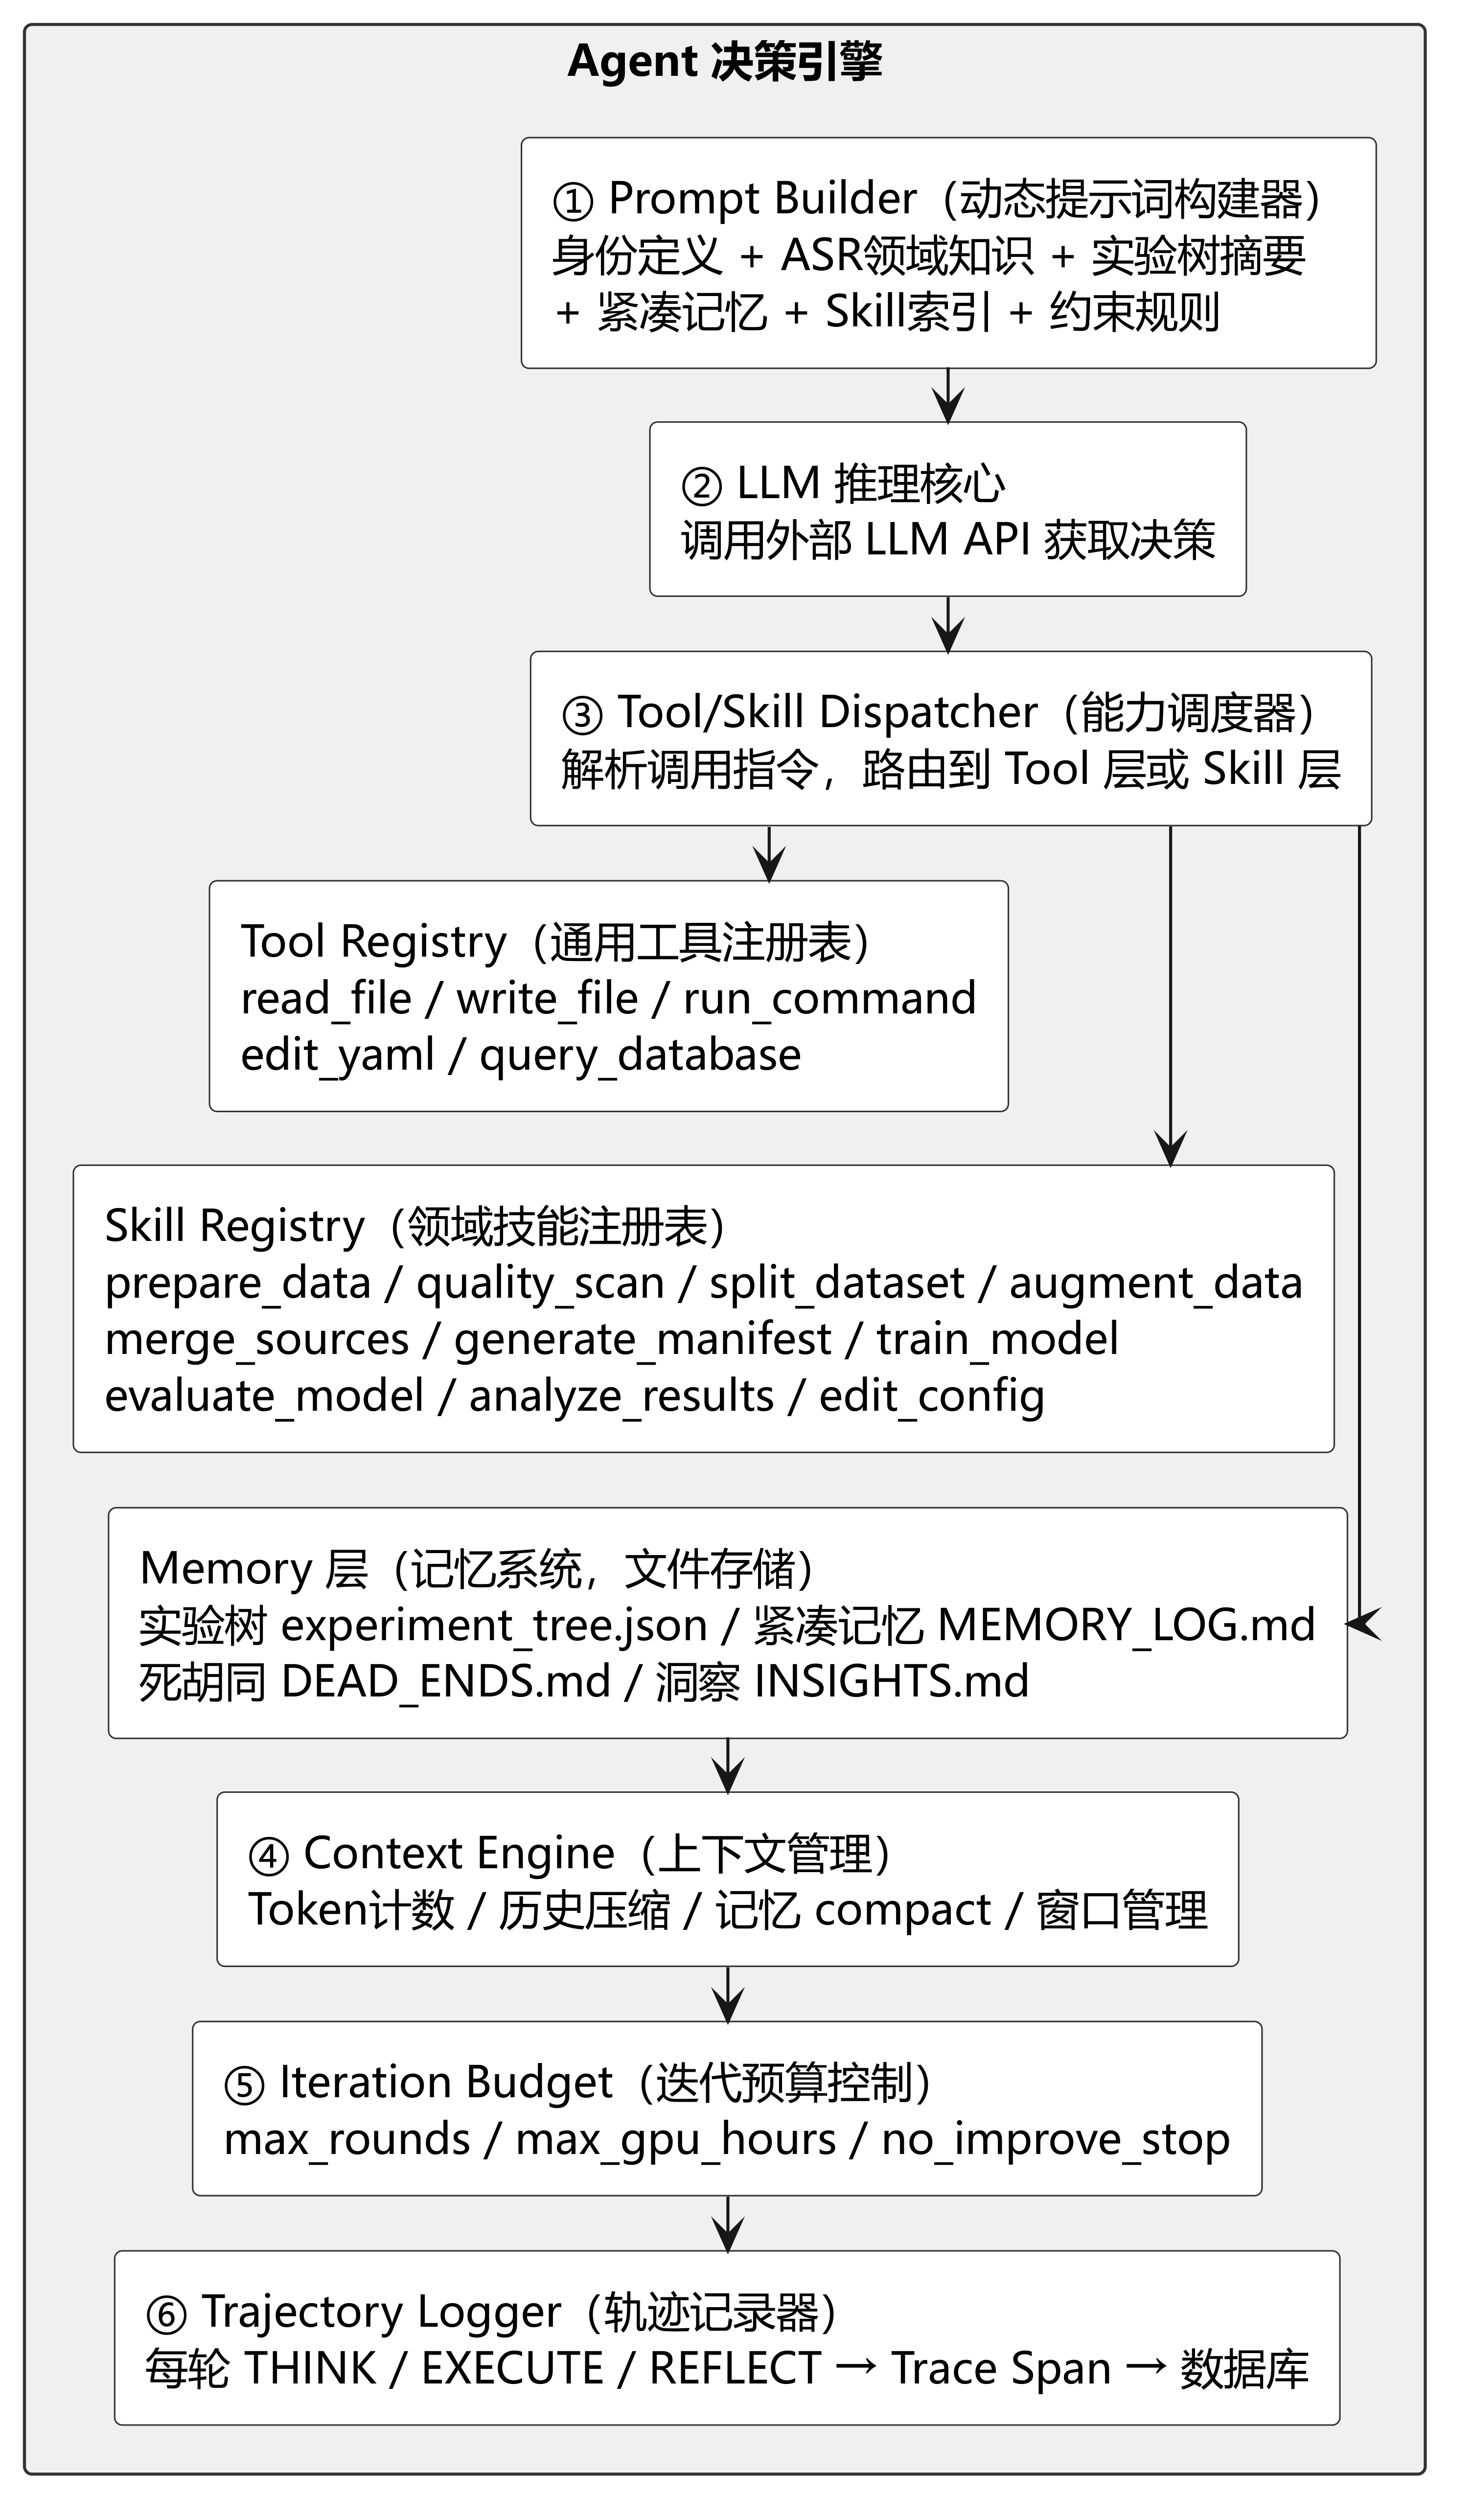 Agent 决策引擎
① Prompt Builder（动态提示词构建器）
身份定义 + ASR领域知识 + 实验树摘要
+ 紧凑记忆 + Skill索引 + 约束规则
② LLM 推理核心
调用外部 LLM API 获取决策
③ Tool/Skill Dispatcher（能力调度器）
解析调用指令，路由到 Tool 层或 Skill 层
Tool Registry（通用工具注册表）
read_file / write_file / run_command
edit_yaml / query_database
Skill Registry（领域技能注册表）
prepare_data / quality_scan / split_dataset / augment_data
merge_sources / generate_manifest / train_model
evaluate_model / analyze_results / edit_config
Memory 层（记忆系统，文件存储）
实验树 experiment_tree.json / 紧凑记忆 MEMORY_LOG.md
死胡同 DEAD_ENDS.md / 洞察 INSIGHTS.md
④ Context Engine（上下文管理）
Token计数 / 历史压缩 / 记忆 compact / 窗口管理
⑤ Iteration Budget（迭代预算控制）
max_rounds / max_gpu_hours / no_improve_stop
⑥ Trajectory Logger（轨迹记录器）
每轮 THINK / EXECUTE / REFLECT → Trace Span → 数据库